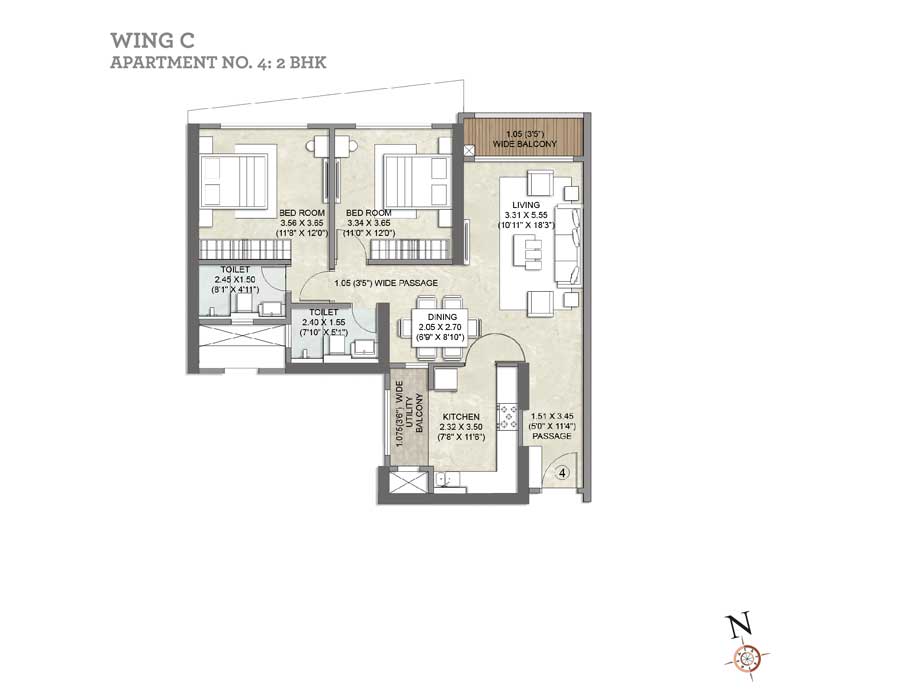 WING C
APARTMENT NO. 4: 2 BHK
1.05 (3'5")
WIDE BALCONY
LIVING
3.31 X 5.55
(10'11" X 18'3")
BED ROOM
3.56 X 3.65
(11'8" X 12'0")
BED ROOM
3.34 X 3.65
(11'0" X 12'0")
TOILET
2.45 X1.50
(8'1" X 4'11")
1.05 (3'5") WIDE PASSAGE
TOILET
2.40 X 1.55
(7'10" X 5'1")
DINING
2.05 X 2.70
(6'9" X 8'10")
1.075(3'6") WIDE
UTILITY
BALCONY
KITCHEN
2.32 X 3.50
(7'8" X 11'6")
1.51 X 3.45
(5'0" X 11'4")
PASSAGE
4
N